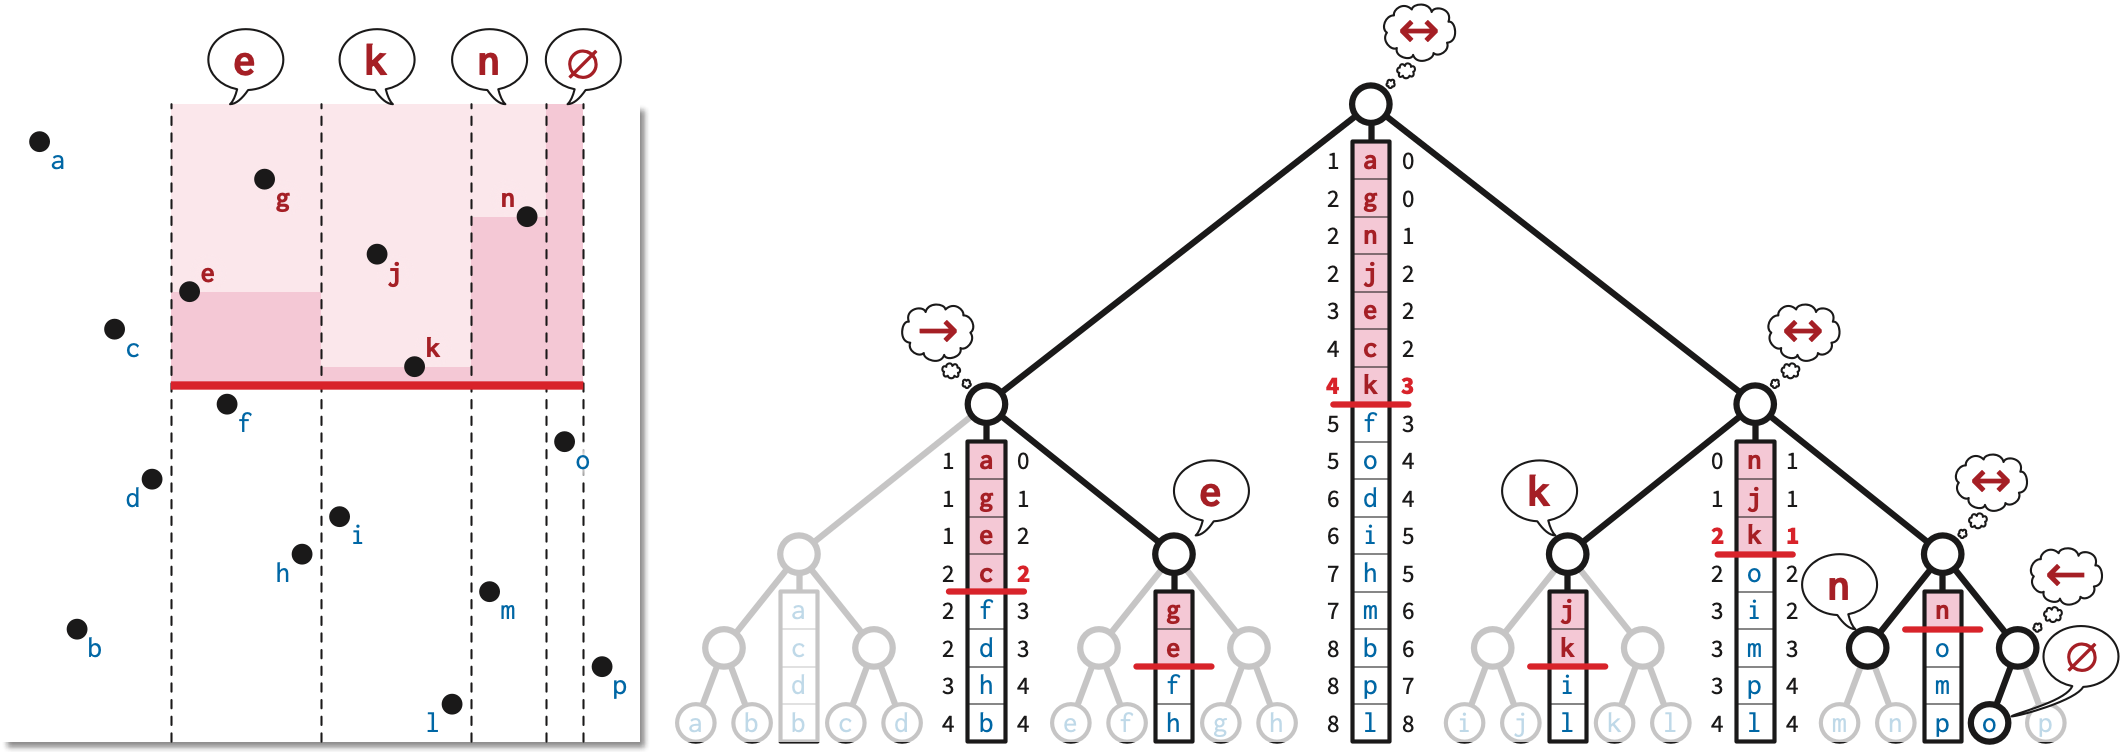 e k n ∅
a
g
n
e
j
c
k
f
o
d
i
h
m
b
p
l
↔
1 a 0
2 g 0
2 n 1
2 j 2
3 e 2
4 c 2
4 k 3
5 f 3
5 o 4
6 d 4
6 i 5
7 h 5
7 m 6
8 b 6
8 p 7
8 l 8
→
1 a 0
1 g 1
1 e 2
2 c 2
2 f 3
2 d 3
3 h 4
4 b 4
a
c
d
b
a b c d
e
g
e
f
h
e f g h
↔
0 n 1
1 j 1
2 k 1
2 o 2
3 i 2
3 m 3
3 p 4
4 l 4
k
j
k
i
l
i j k l
↔
n
n
o
m
p
←
∅
m n o p